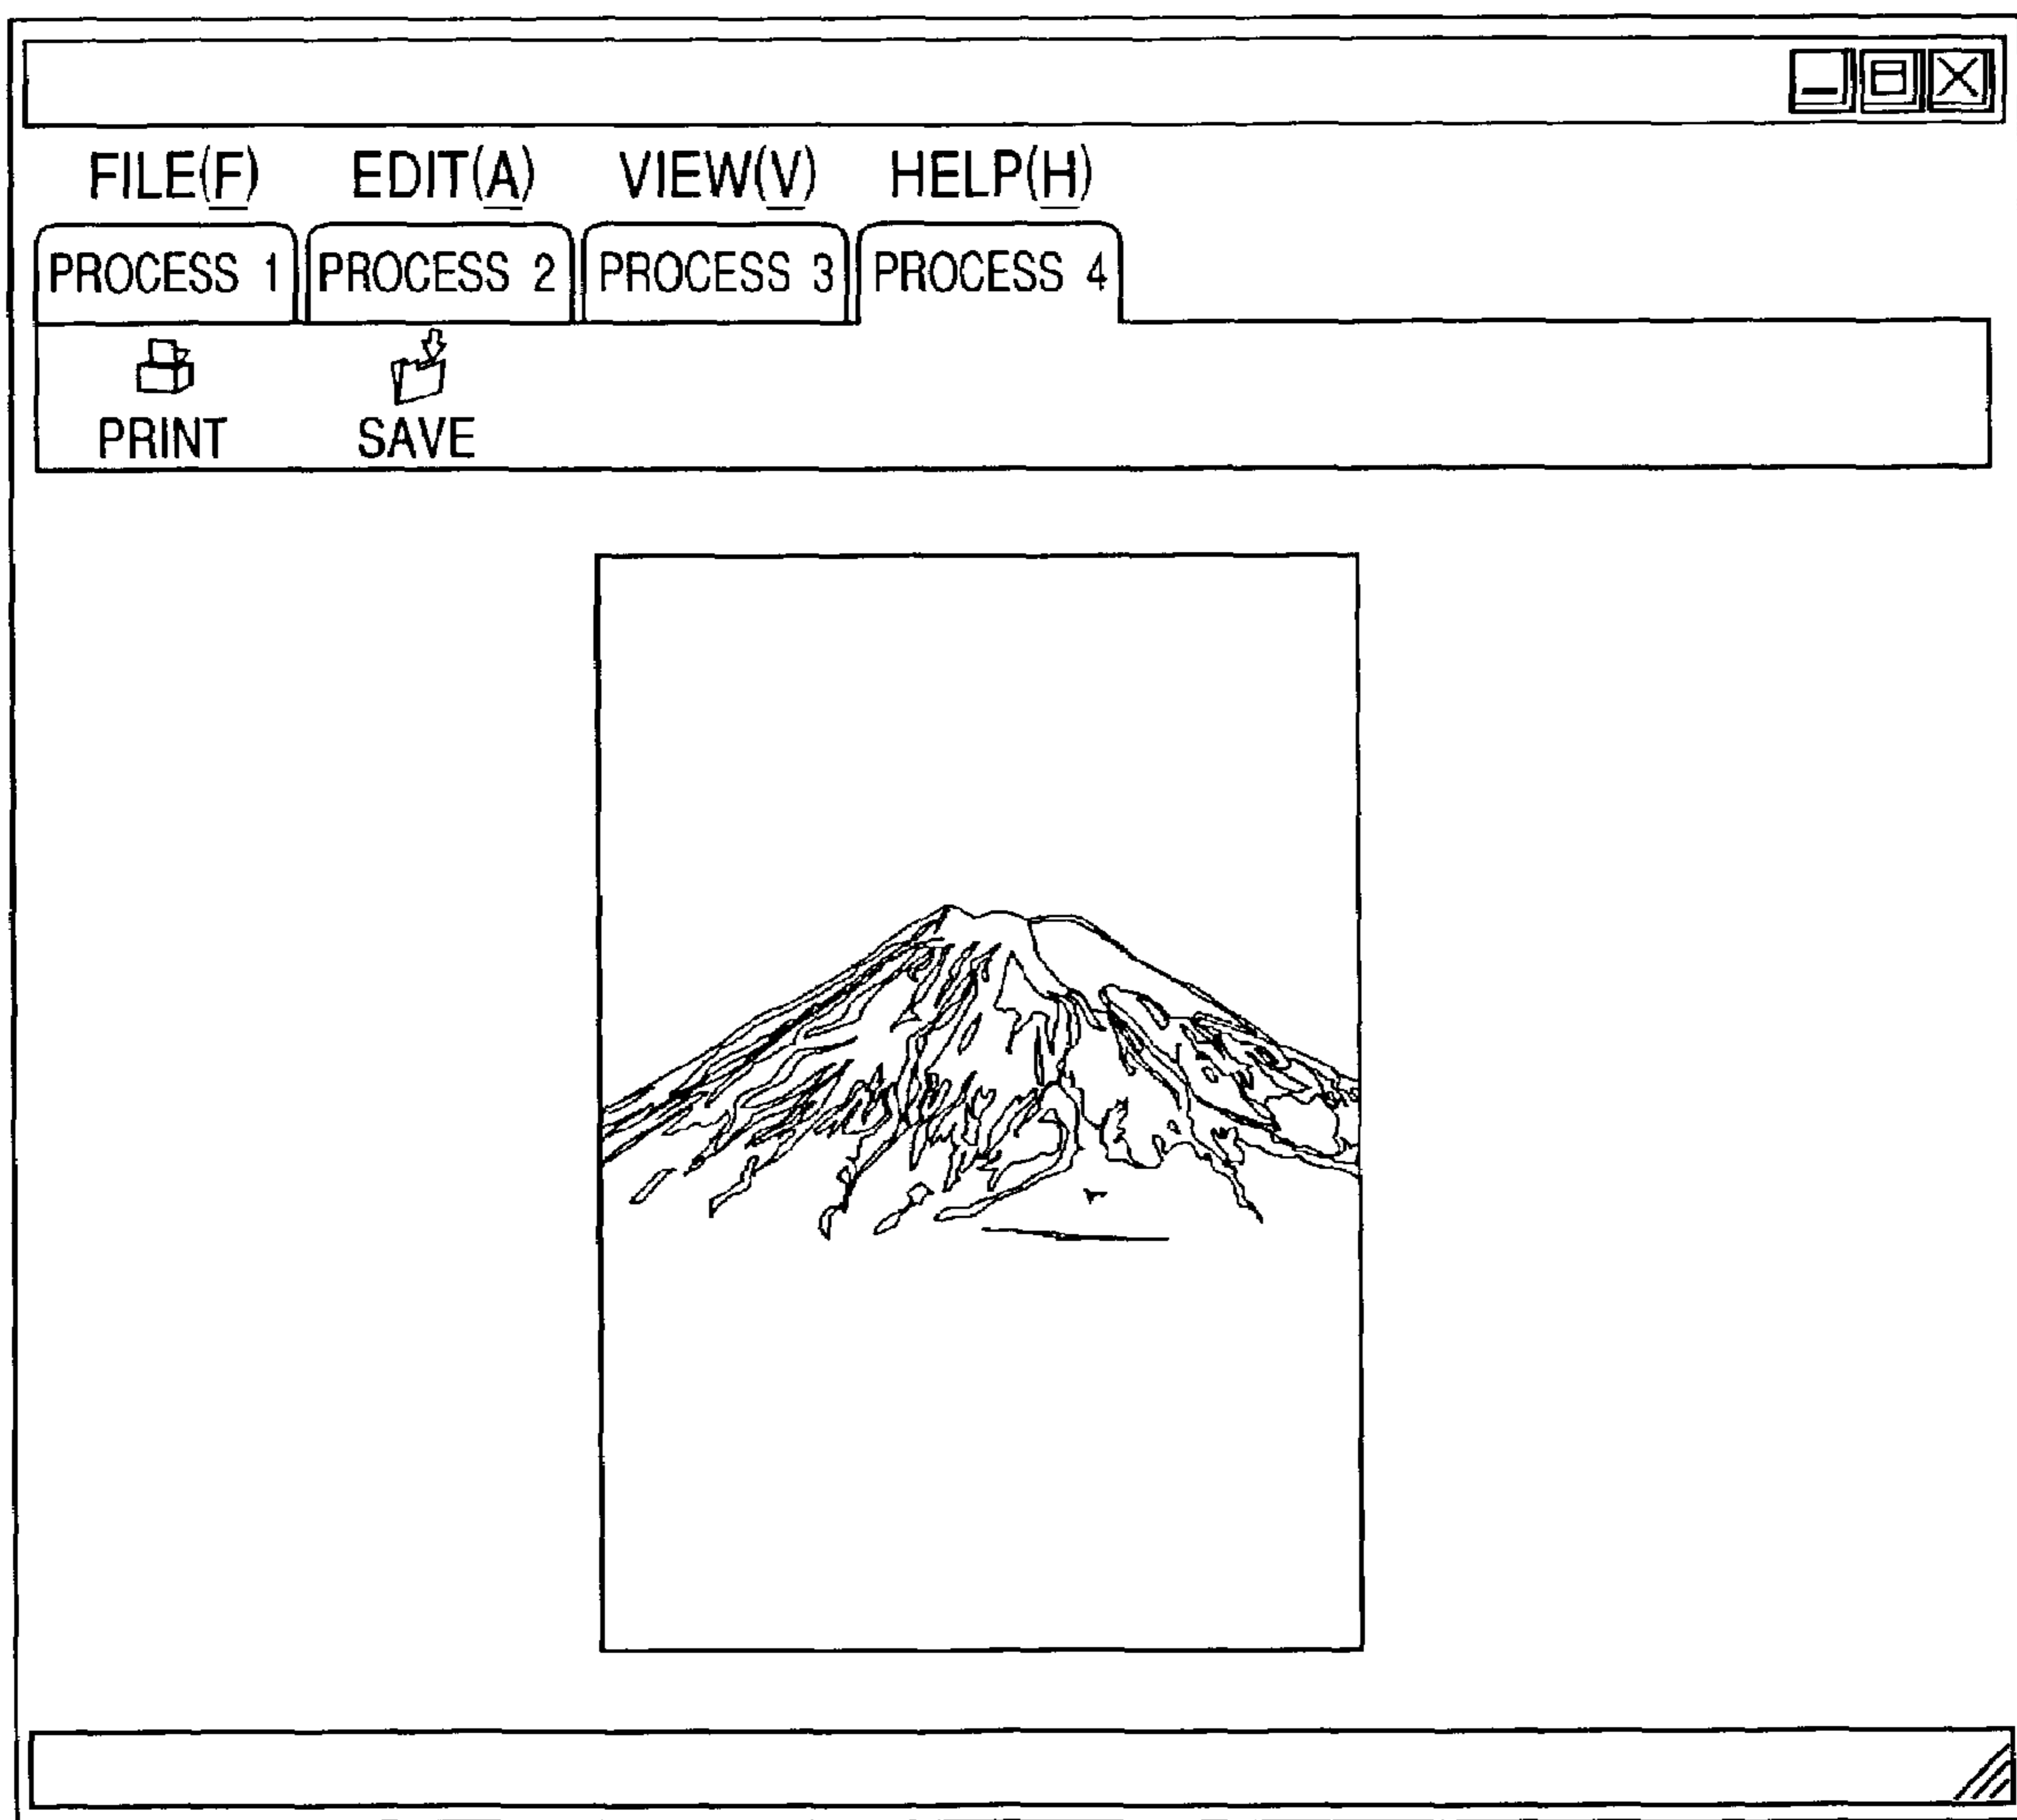 FILE(F) EDIT(A) VIEW(V) HELP(H)
PROCESS 1 PROCESS 2 PROCESS 3 PROCESS 4
PRINT SAVE